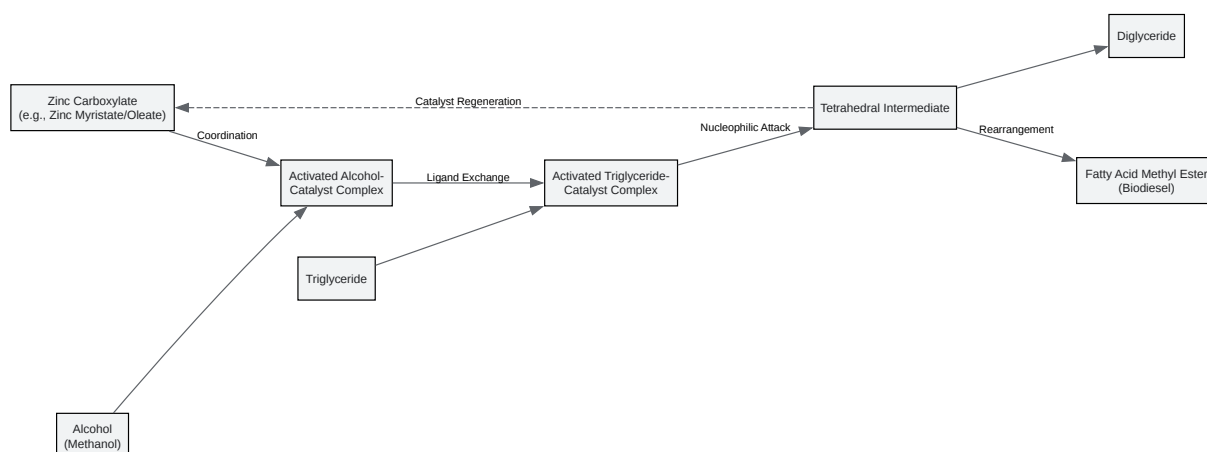 Diglyceride
Zinc Carboxylate
(e.g., Zinc Myristate/Oleate)
Catalyst Regeneration
Tetrahedral Intermediate
Coordination
Nucleophilic Attack
Rearrangement
Activated Alcohol-
Catalyst Complex
Ligand Exchange
Activated Triglyceride-
Catalyst Complex
Fatty Acid Methyl Ester
(Biodiesel)
Triglyceride
Alcohol
(Methanol)